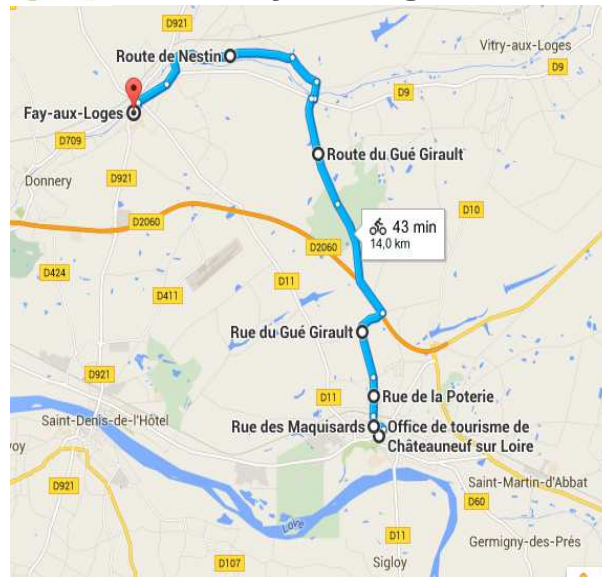 D921
Route de Nestin
Vitry-aux-Loges
D9
D9
Fay-aux-Loges
D709
D921
Donnery
Route du Gué Girault
D10
43 min
14,0 km
D2060
D2060
D424
D411
D11
Rue du Gué Girault
D921
D11
Rue de la Poterie
Saint-Denis-de-l'Hôtel
Rue des Maquisards
Office de tourisme de
Châteauneuf sur Loire
voy
Saint-Martin-d'Abbat
D921
D60
Loire
D11
Germigny-des-Prés
D107
Sigloy